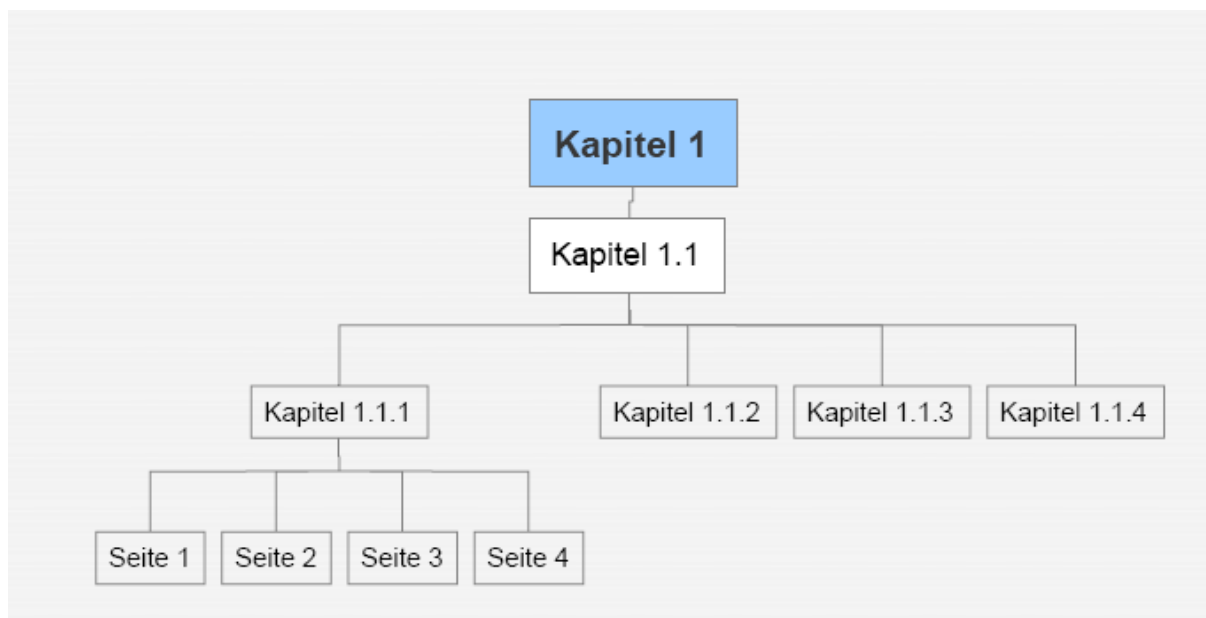 Kapitel 1
Kapitel 1.1
Kapitel 1.1.1
Kapitel 1.1.2
Kapitel 1.1.3
Kapitel 1.1.4
Seite 1
Seite 2
Seite 3
Seite 4